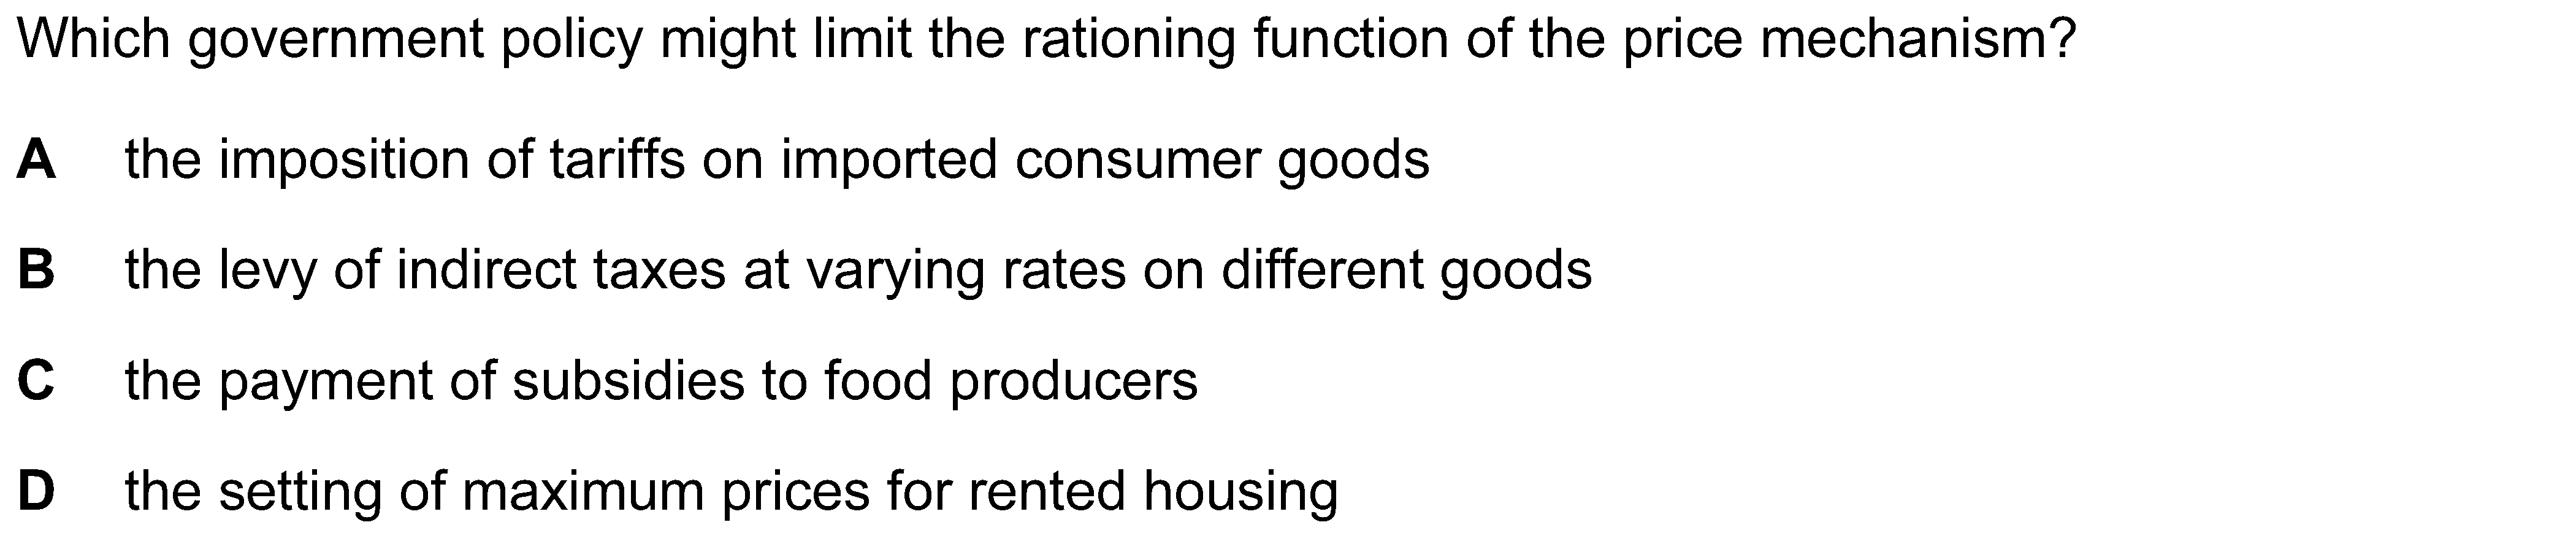 Which government policy might limit the rationing function of the price mechanism?
A the imposition of tariffs on imported consumer goods
B the levy of indirect taxes at varying rates on different goods
C the payment of subsidies to food producers
D the setting of maximum prices for rented housing